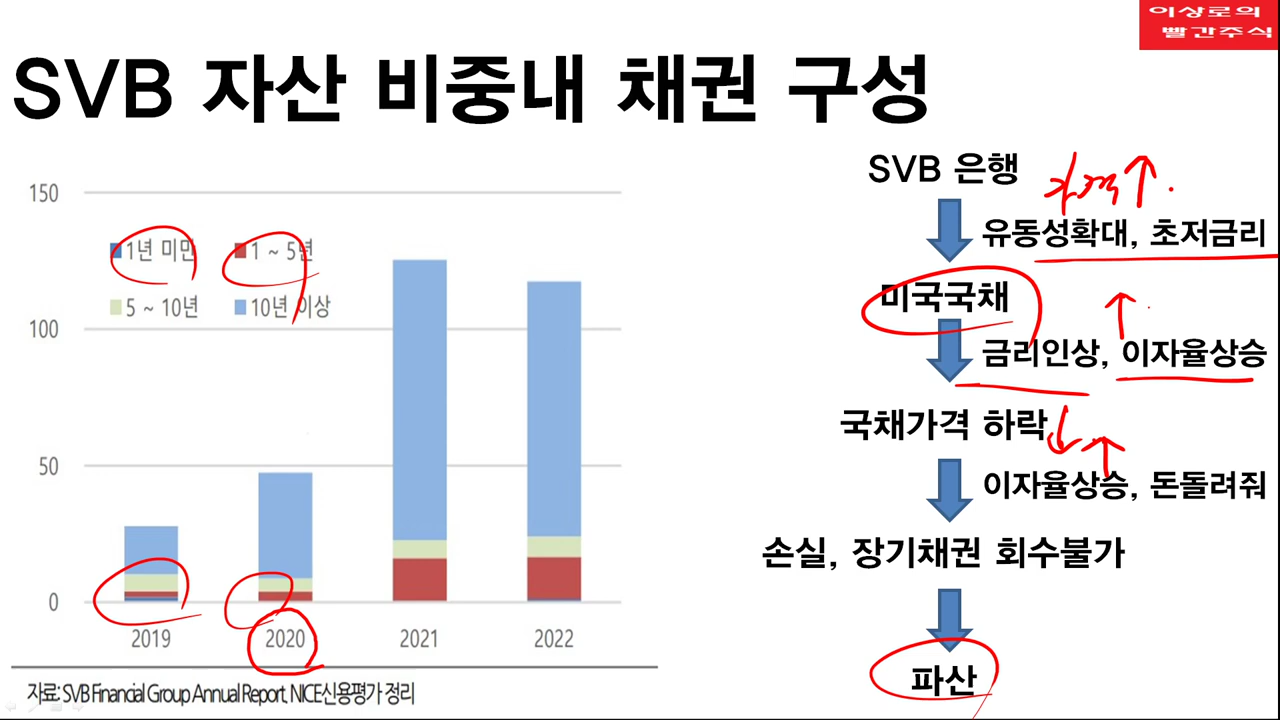 이상로의
빨간주식
SVB 자산 비중내 채권 구성
150
100
50
0
1년 미만
1 ~ 5년
5 ~ 10년
10년 이상
2019
2020
2021
2022
자료: SVB Financial Group Annual Report, NICE신용평가 정리
SVB 은행
유동성확대, 초저금리
미국국채
금리인상, 이자율상승
국채가격 하락
이자율상승, 돈돌려줘
손실, 장기채권 회수불가
파산